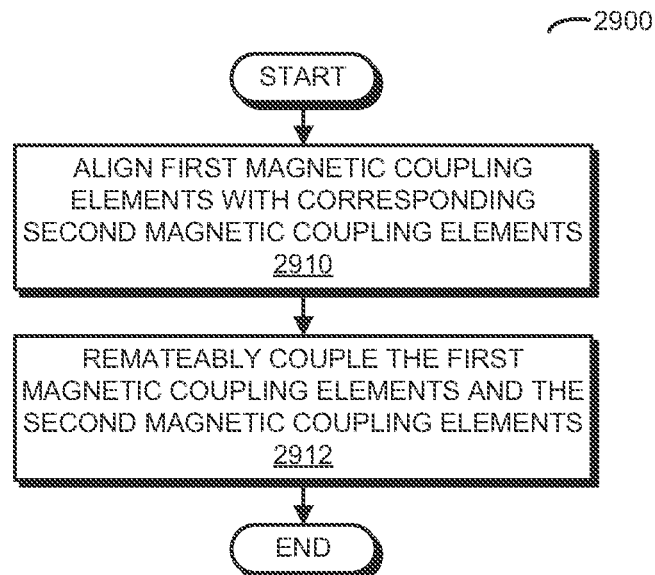 2900
START
ALIGN FIRST MAGNETIC COUPLING
ELEMENTS WITH CORRESPONDING
SECOND MAGNETIC COUPLING ELEMENTS
2910
REMATEABLY COUPLE THE FIRST
MAGNETIC COUPLING ELEMENTS AND THE
SECOND MAGNETIC COUPLING ELEMENTS
2912
END